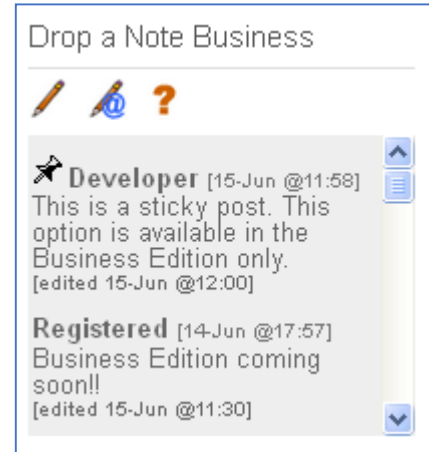 Drop a Note Business
@ ?
Developer [15-Jun @11:58]
This is a sticky post. This
option is available in the
Business Edition only.
[edited 15-Jun @12:00]
Registered [14-Jun @17:57]
Business Edition coming
soon!!
[edited 15-Jun @11:30]